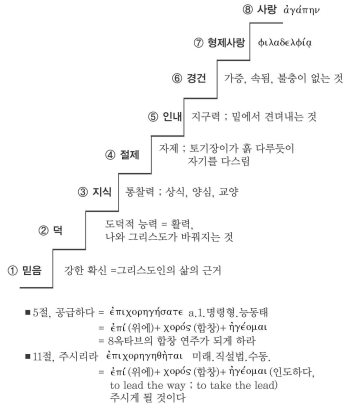 ⑧ 사랑 ἀγάπην
⑦ 형제사랑 φιλαδελφίᾳ
⑥ 경건 가증, 속됨, 불충이 없는 것
⑤ 인내 지구력 ; 밑에서 견뎌내는 것
④ 절제 자제 ; 토기장이가 흙 다루듯이
자기를 다스림
③ 지식 통찰력 ; 상식, 양심, 교양
② 덕 도덕적 능력 = 활력,
나와 그리스도가 바꿔지는 것
① 믿음 강한 확신 =그리스도인의 삶의 근거
■ 5절, 공급하다 = ἐπιχορηγήσατε a.1.명령형.능동태
= ἐπί (위에)+ χορός (합창)+ ἡγέομαι
= 8옥타브의 합창 연주가 되게 하라
■ 11절, 주시리라 ἐπιχορηγηθήται 미래.직설법.수동.
= ἐπί (위에)+ χορός (합창)+ ἡγέομαι (인도하다,
to lead the way ; to take the lead)
주시게 될 것이다